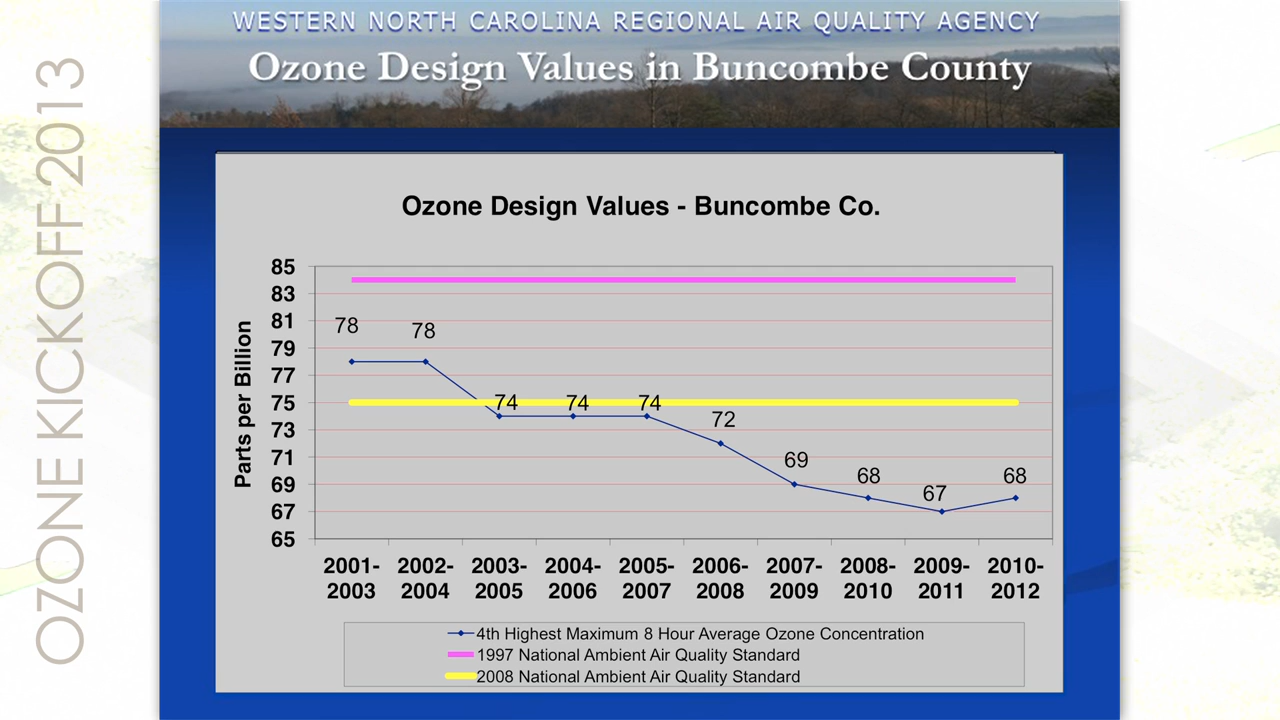 WESTERN NORTH CAROLINA REGIONAL AIR QUALITY AGENCY
Ozone Design Values in Buncombe County
OZONE KICKOFF 2013
Ozone Design Values - Buncombe Co.
Parts per Billion
85
83
81
79
77
75
73
71
69
67
65
78
78
74
74
74
72
69
68
67
68
2001- 2002- 2003- 2004- 2005- 2006- 2007- 2008- 2009- 2010-
2003 2004 2005 2006 2007 2008 2009 2010 2011 2012
4th Highest Maximum 8 Hour Average Ozone Concentration
1997 National Ambient Air Quality Standard
2008 National Ambient Air Quality Standard